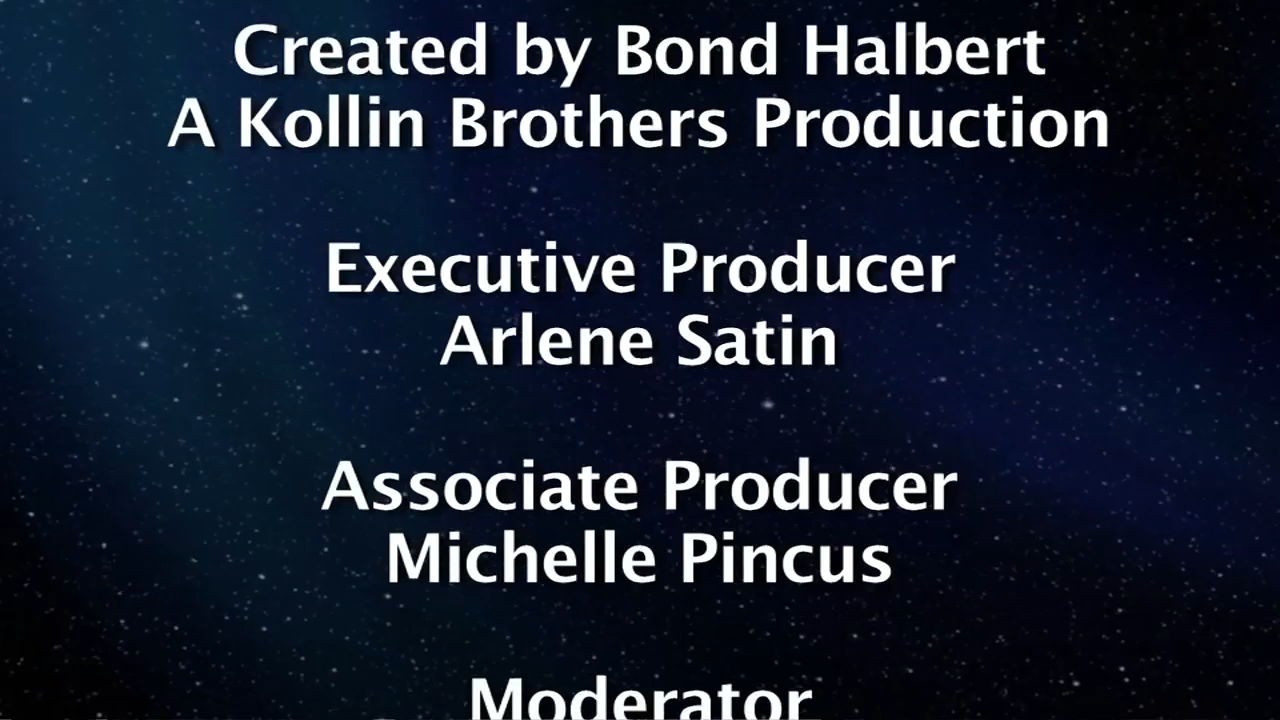 Created by Bond Halbert
A Kollin Brothers Production
Executive Producer
Arlene Satin
Associate Producer
Michelle Pincus
Moderator